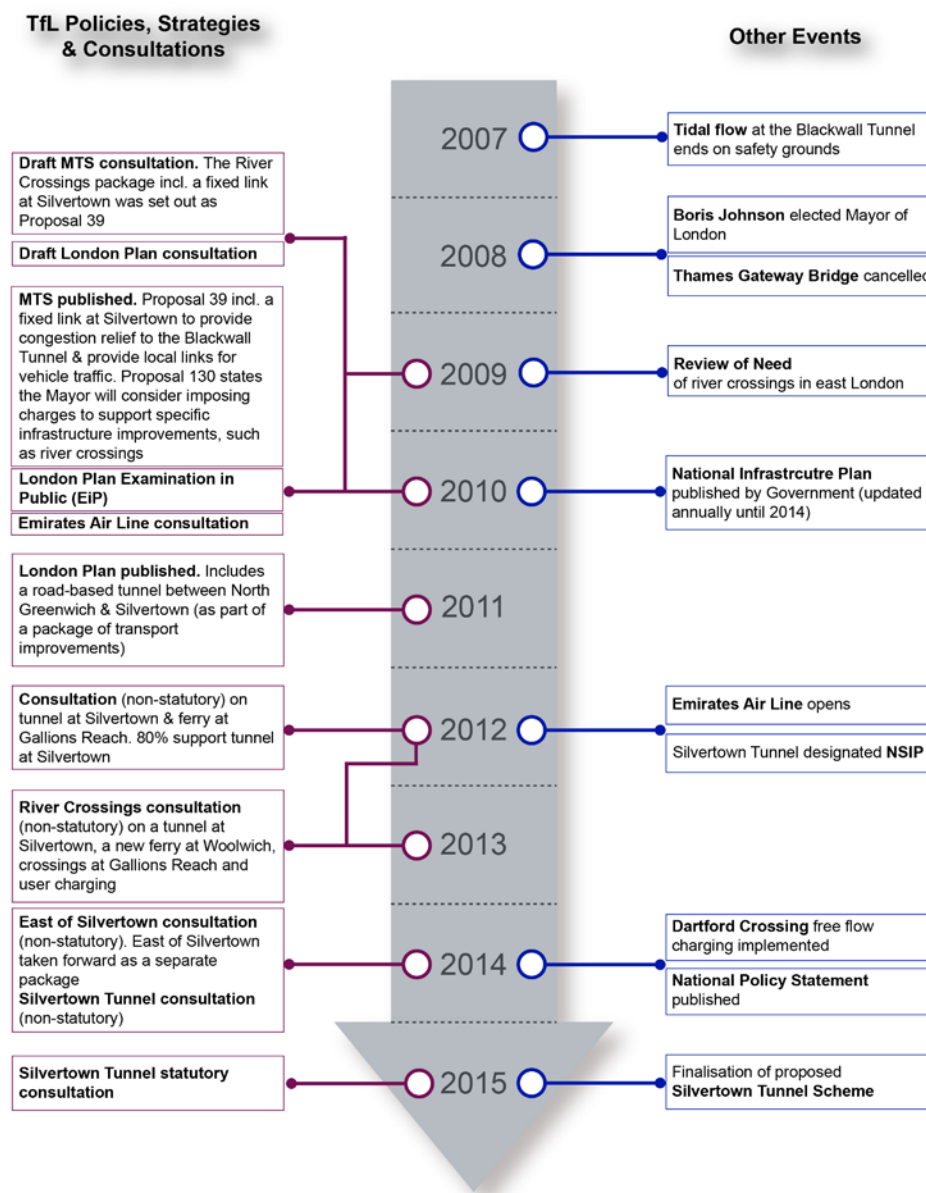 TfL Policies, Strategies
& Consultations
Other Events
2007
Tidal flow at the Blackwall Tunnel
ends on safety grounds
Draft MTS consultation. The River
Crossings package incl. a fixed link
at Silvertown was set out as
Proposal 39
Draft London Plan consultation
2008
Boris Johnson elected Mayor of
London
Thames Gateway Bridge cancelled
MTS published. Proposal 39 incl. a
fixed link at Silvertown to provide
congestion relief to the Blackwall
Tunnel & provide local links for
vehicle traffic. Proposal 130 states
the Mayor will consider imposing
charges to support specific
infrastructure improvements, such
as river crossings
2009
Review of Need
of river crossings in east London
London Plan Examination in
Public (EiP)
Emirates Air Line consultation
2010
National Infrastrcutre Plan
published by Government (updated
annually until 2014)
London Plan published. Includes
a road-based tunnel between North
Greenwich & Silvertown (as part of
a package of transport
improvements)
2011
Consultation (non-statutory) on
tunnel at Silvertown & ferry at
Gallions Reach. 80% support tunnel
at Silvertown
2012
Emirates Air Line opens
Silvertown Tunnel designated NSIP
River Crossings consultation
(non-statutory) on a tunnel at
Silvertown, a new ferry at Woolwich,
crossings at Gallions Reach and
user charging
2013
East of Silvertown consultation
(non-statutory). East of Silvertown
taken forward as a separate
package
Silvertown Tunnel consultation
(non-statutory)
2014
Dartford Crossing free flow
charging implemented
National Policy Statement
published
Silvertown Tunnel statutory
consultation
2015
Finalisation of proposed
Silvertown Tunnel Scheme